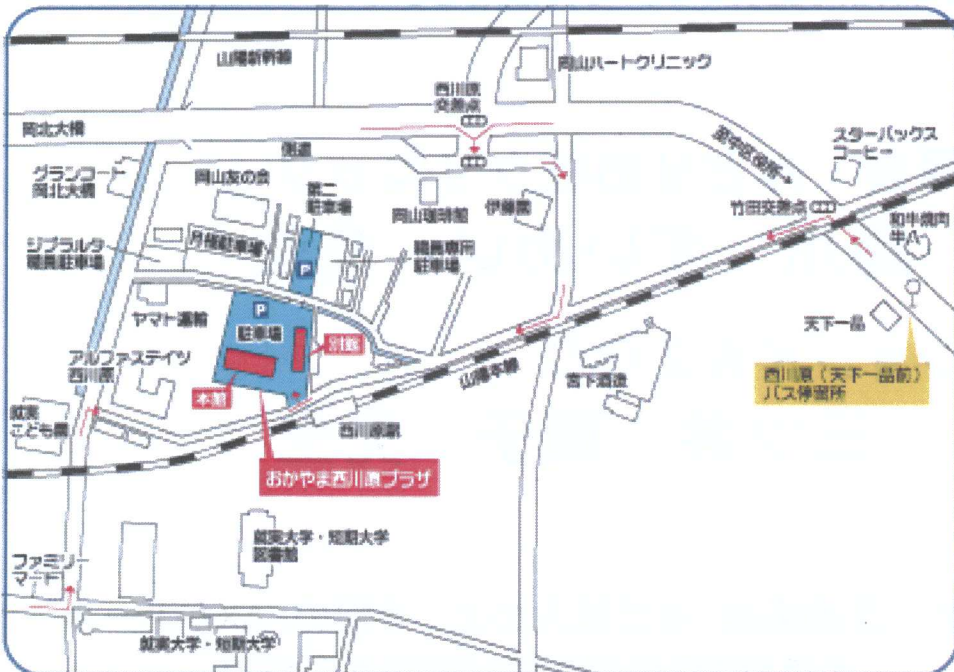 山陽新幹線
岡山ハートクリニック
西川原
交差点
岡北大橋
側道
至中区役所→
スターバックス
コーヒー
グランコート
岡北大橋
岡山友の会
第二
駐車場
岡山珈琲館
伊藤園
竹田交差点
和牛焼肉
牛八
ジブラルタ
職員駐車場
月極駐車場
職員専用
駐車場
P
P
ヤマト運輸
駐車場
別館
天下一品
アルファステイツ
西川原
本館
山陽本線
宮下酒造
西川原(天下一品前)
バス停留所
就実
こども園
西川原駅
おかやま西川原プラザ
就実大学・短期大学
図書館
ファミリー
マート
就実大学・短期大学